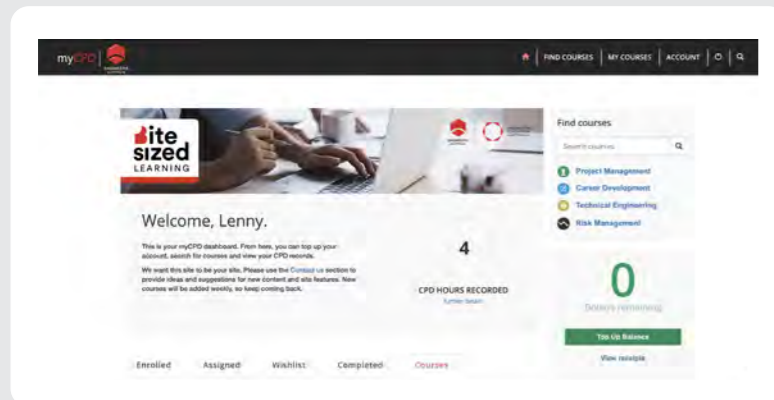 myCPD
FIND COURSES
MY COURSES
ACCOUNT
Bite
sized
LEARNING
Find courses
Search courses
Project Management
Career Development
Technical Engineering
Risk Management
Welcome, Lenny.
This is your myCPD dashboard. From here, you can top up your
account, search for courses and view your CPD records.
We want this site to be your site. Please use the Contact us section to
provide ideas and suggestions for new content and site features. New
courses will be added weekly, so keep coming back.
4
CPD HOURS RECORDED
further detail
0
remaining
Top Up Balance
View receipts
Enrolled
Assigned
Wishlist
Completed
Courses